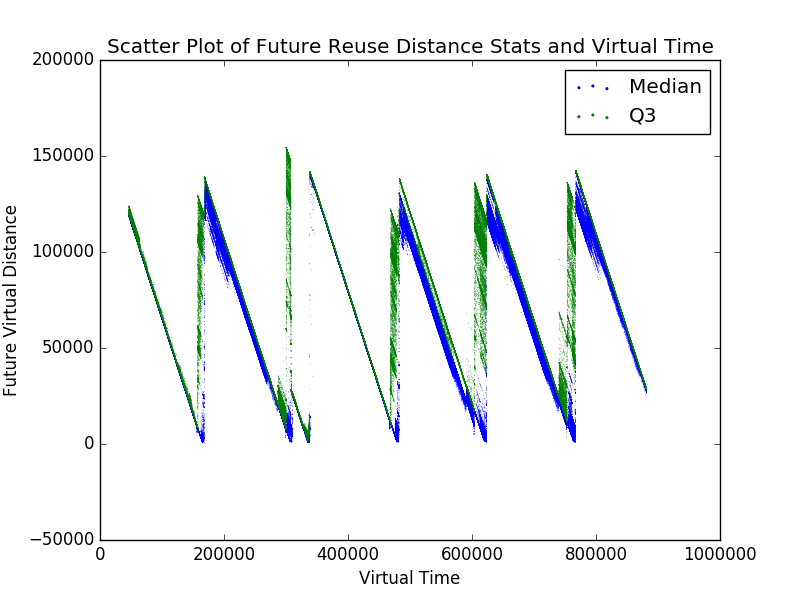 Scatter Plot of Future Reuse Distance Stats and Virtual Time
200000
150000
100000
50000
0
−50000
Future Virtual Distance
Median
Q3
0
200000
400000
600000
800000
1000000
Virtual Time